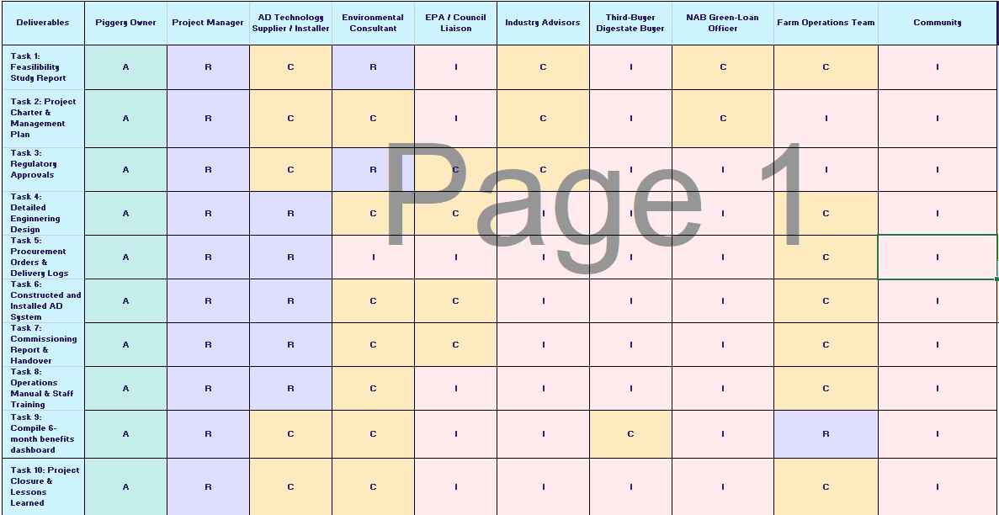 Deliverables Piggery Owner Project Manager AD Technology Supplier / Installer Environmental Consultant EPA / Council Liaison Industry Advisors Third-Buyer Digestate Buyer NAB Green-Loan Officer Farm Operations Team Community
Task 1:
Feasilibility
Study Report
A R C R I C I C C I
Task 2: Project
Charter &
Management
Plan
A R C C I C I C I I
Task 3:
Regulatory
Approvals
A R C R C C I I I I
Task 4:
Detailed
Enginnering
Design
A R R C C I I I C I
Task 5:
Procurement
Orders &
Delivery Logs
A R R I I I I I C I
Task 6:
Constructed and
Installed AD
System
A R R C C I I I C I
Task 7:
Commissioning
Report &
Handover
A R R C C I I I C I
Task 8:
Operations
Manual & Staff
Training
A R R C I I I I C I
Task 9:
Compile 6-
month benefits
dashboard
A R C C I I C I R I
Task 10: Project
Closure &
Lessons
Learned
A R C C I I I I C I
Page 1